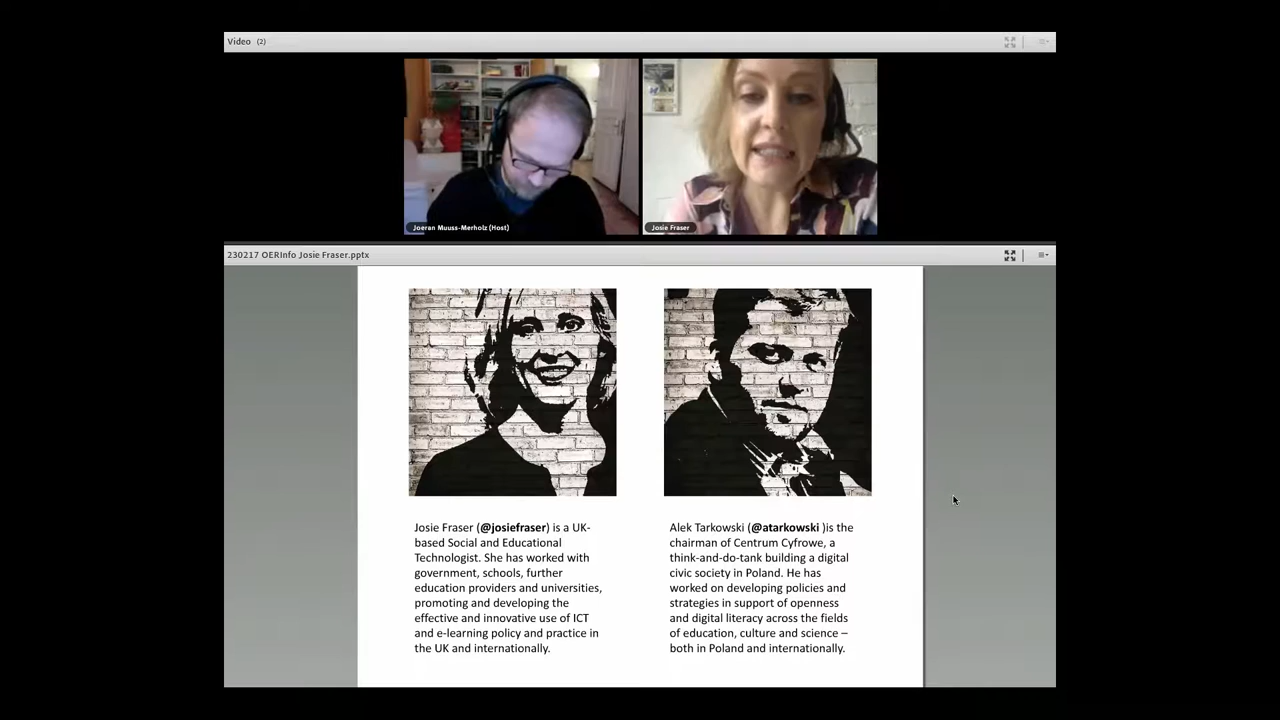 Video (2)
Joeran Muuss-Merholz (Host)
Josie Fraser
230217 OERInfo Josie Fraser.pptx
Josie Fraser (@josiefraser) is a UK-
based Social and Educational
Technologist. She has worked with
government, schools, further
education providers and universities,
promoting and developing the
effective and innovative use of ICT
and e-learning policy and practice in
the UK and internationally.
Alek Tarkowski (@atarkowski )is the
chairman of Centrum Cyfrowe, a
think-and-do-tank building a digital
civic society in Poland. He has
worked on developing policies and
strategies in support of openness
and digital literacy across the fields
of education, culture and science –
both in Poland and internationally.